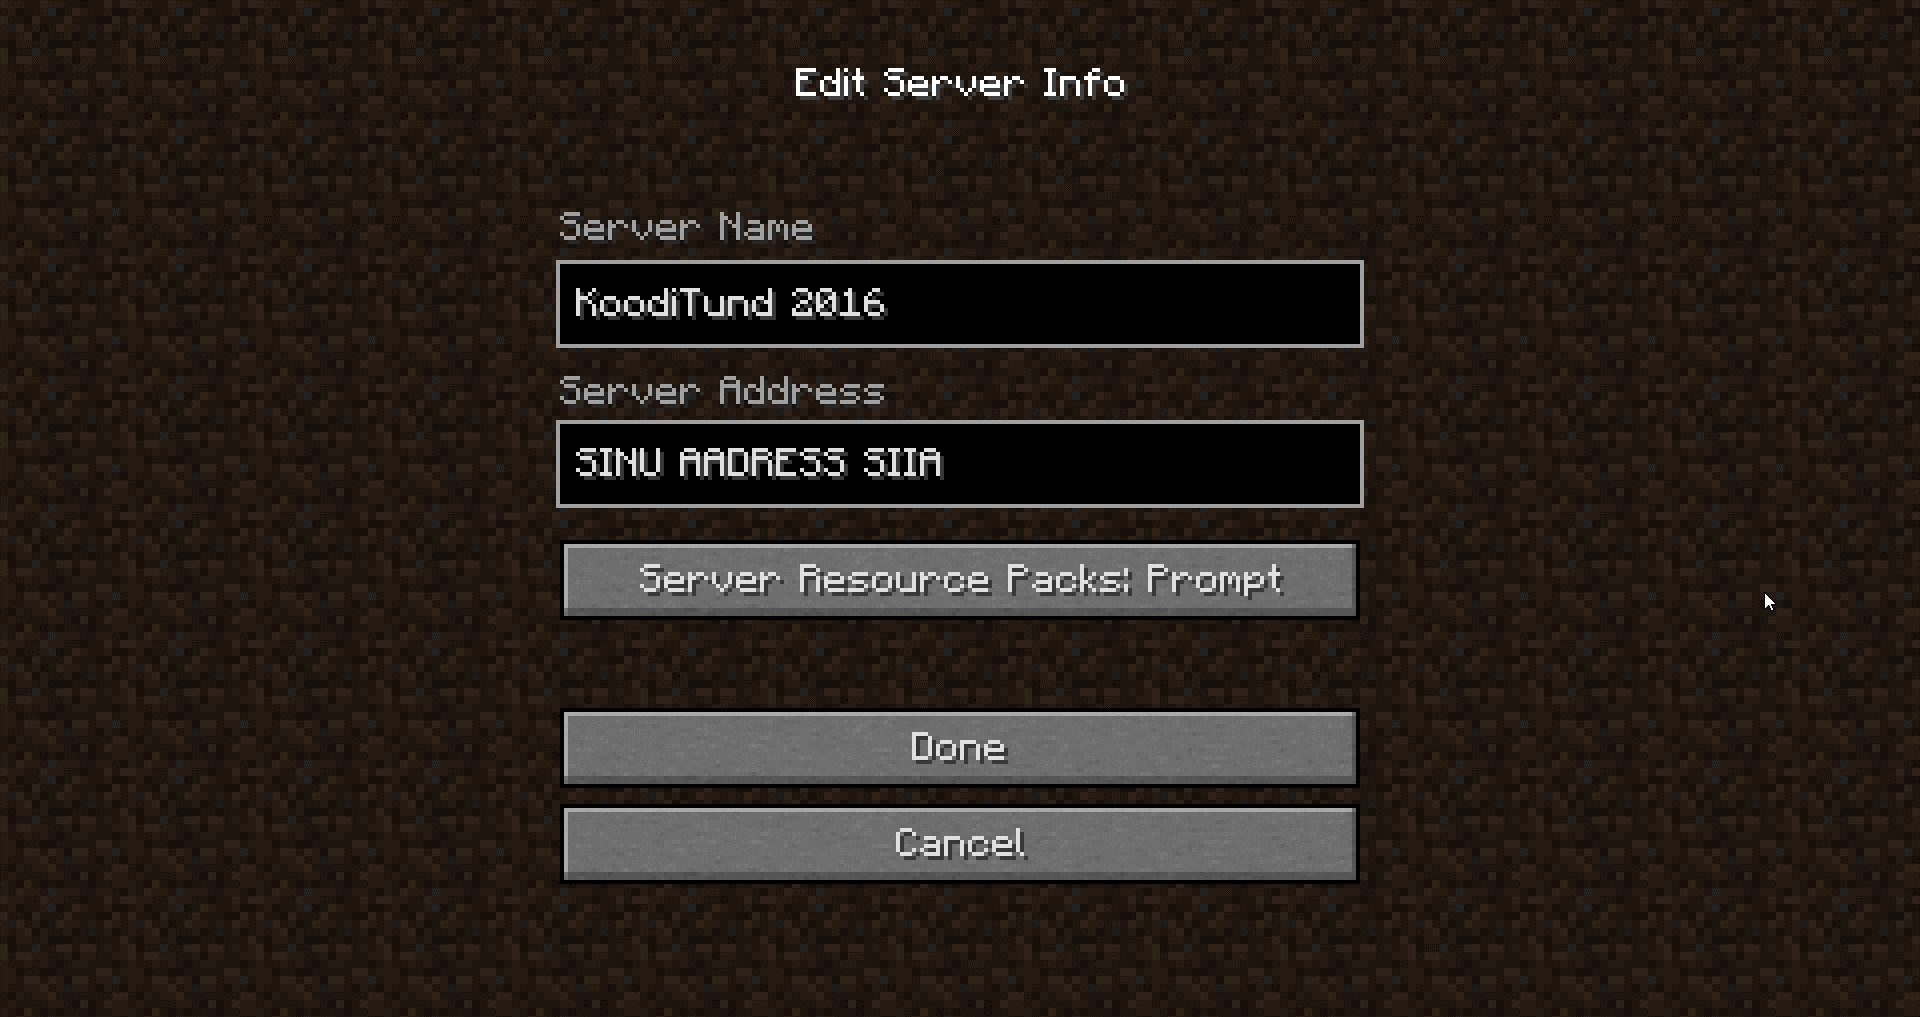 Edit Server Info
Server Name
KoodiTund 2016
Server Address
SINU AADRESS SIIA
Server Resource Packs: Prompt
Done
Cancel